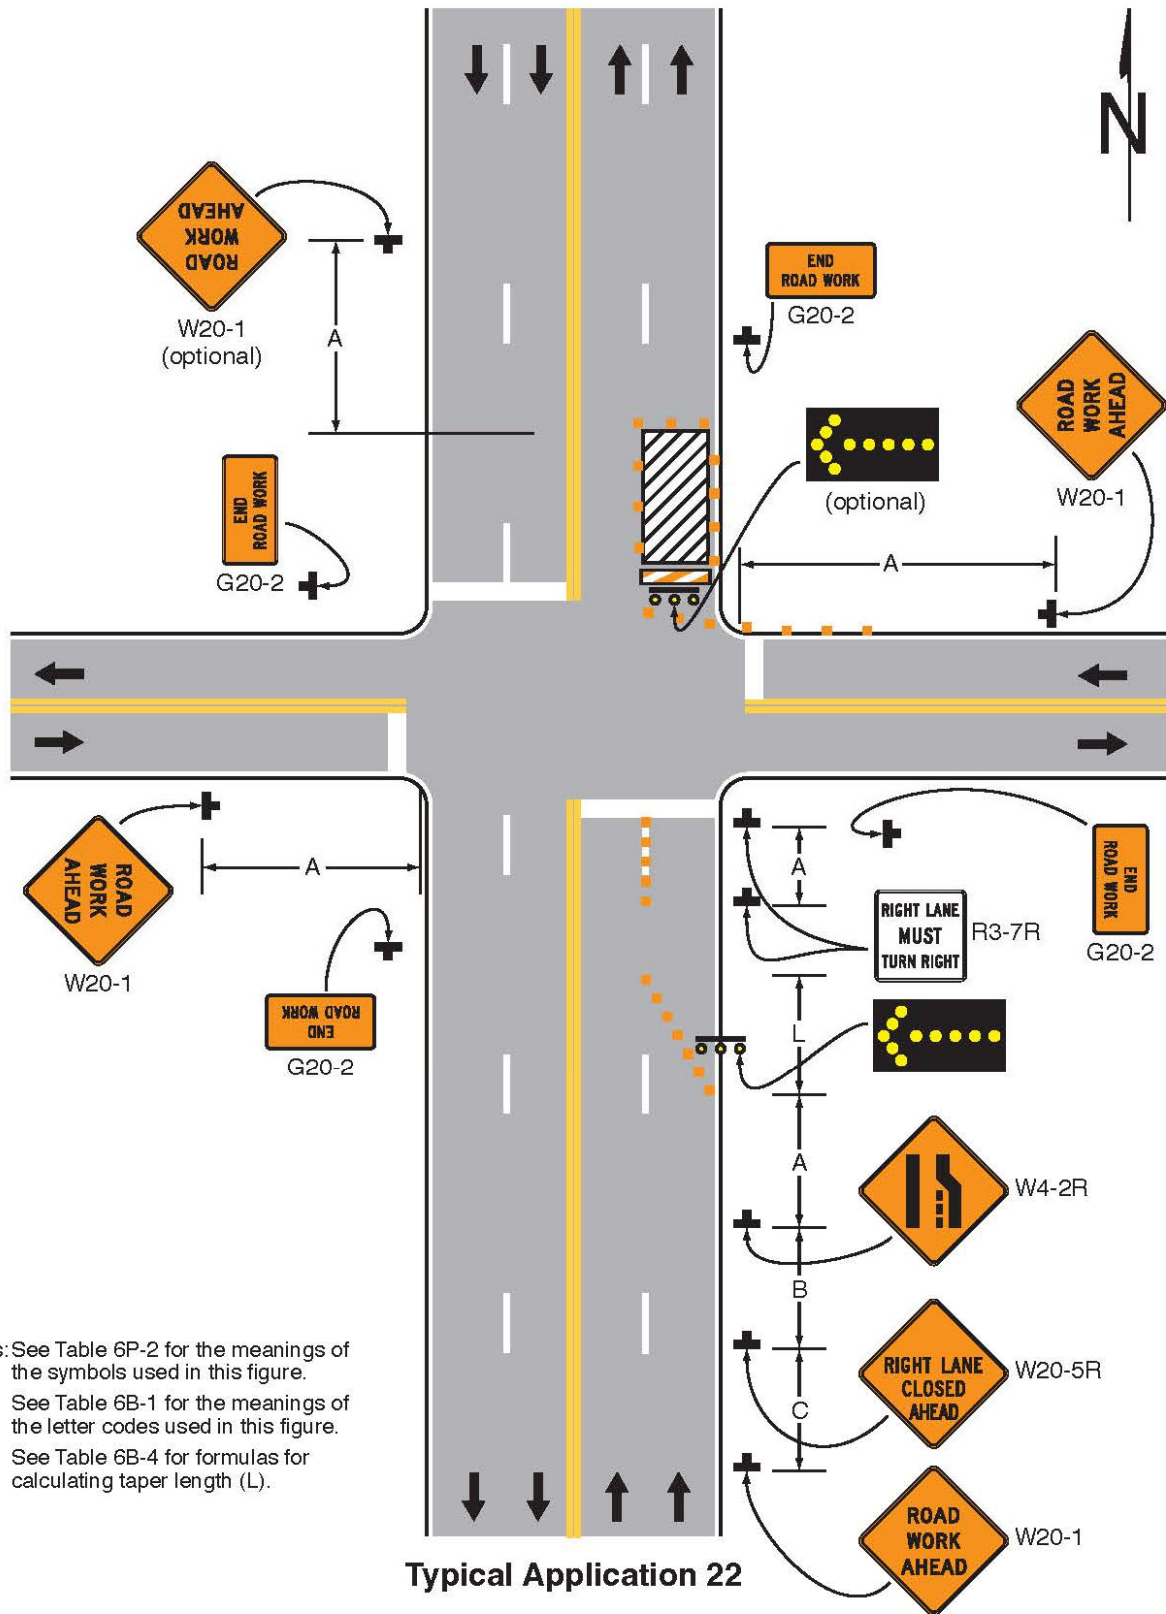 N
ROAD
WORK
AHEAD
W20-1
(optional)
A
END
ROAD WORK
G20-2
ROAD
WORK
AHEAD
W20-1
(optional)
END
ROAD WORK
G20-2
A
ROAD
WORK
AHEAD
W20-1
A
END
ROAD WORK
G20-2
A
RIGHT LANE
MUST
TURN RIGHT
R3-7R
END
ROAD WORK
G20-2
L
A
W4-2R
B
RIGHT LANE
CLOSED
AHEAD
W20-5R
C
ROAD
WORK
AHEAD
W20-1
s: See Table 6P-2 for the meanings of
the symbols used in this figure.
See Table 6B-1 for the meanings of
the letter codes used in this figure.
See Table 6B-4 for formulas for
calculating taper length (L).
Typical Application 22